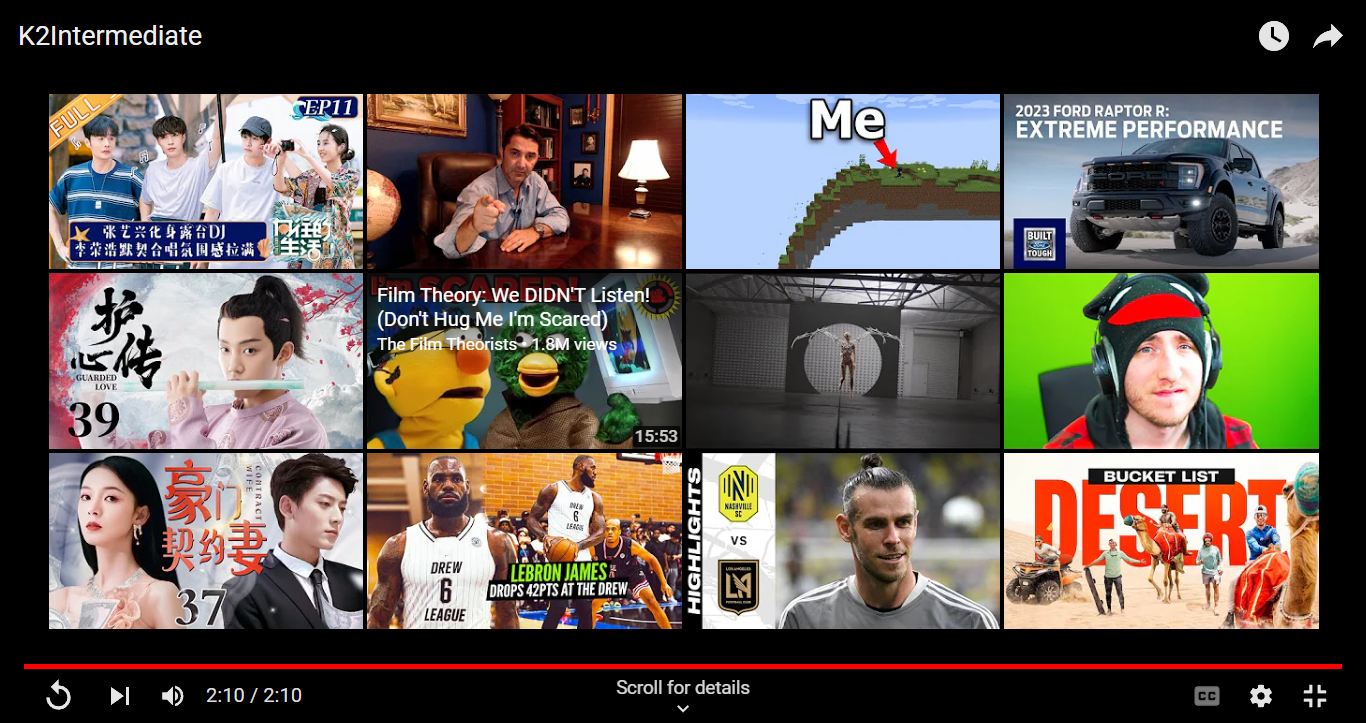 K2Intermediate
FULL
EP11
张艺兴化身露台DJ
李荣浩默契合唱氛围感拉满
向往的
生活
Me
2023 FORD RAPTOR R:
EXTREME PERFORMANCE
BUILT
Ford
TOUGH
护
心
传
GUARDED
LOVE
39
I'm SCARED!
Film Theory: We DIDN'T Listen!
(Don't Hug Me I'm Scared)
The Film Theorists • 1.8M views
15:53
豪门
契约妻
CONTRACT
WIFE
37
DREW
6
LEAGUE
DREW
6
LEAGUE
LEBRON JAMES
DROPS 42PTS AT THE DREW
HIGHLIGHTS
N
NASHVILLE
SC
VS
LOS ANGELES
LA
FOOTBALL CLUB
BUCKET LIST
DESERT
2:10 / 2:10
Scroll for details
CC